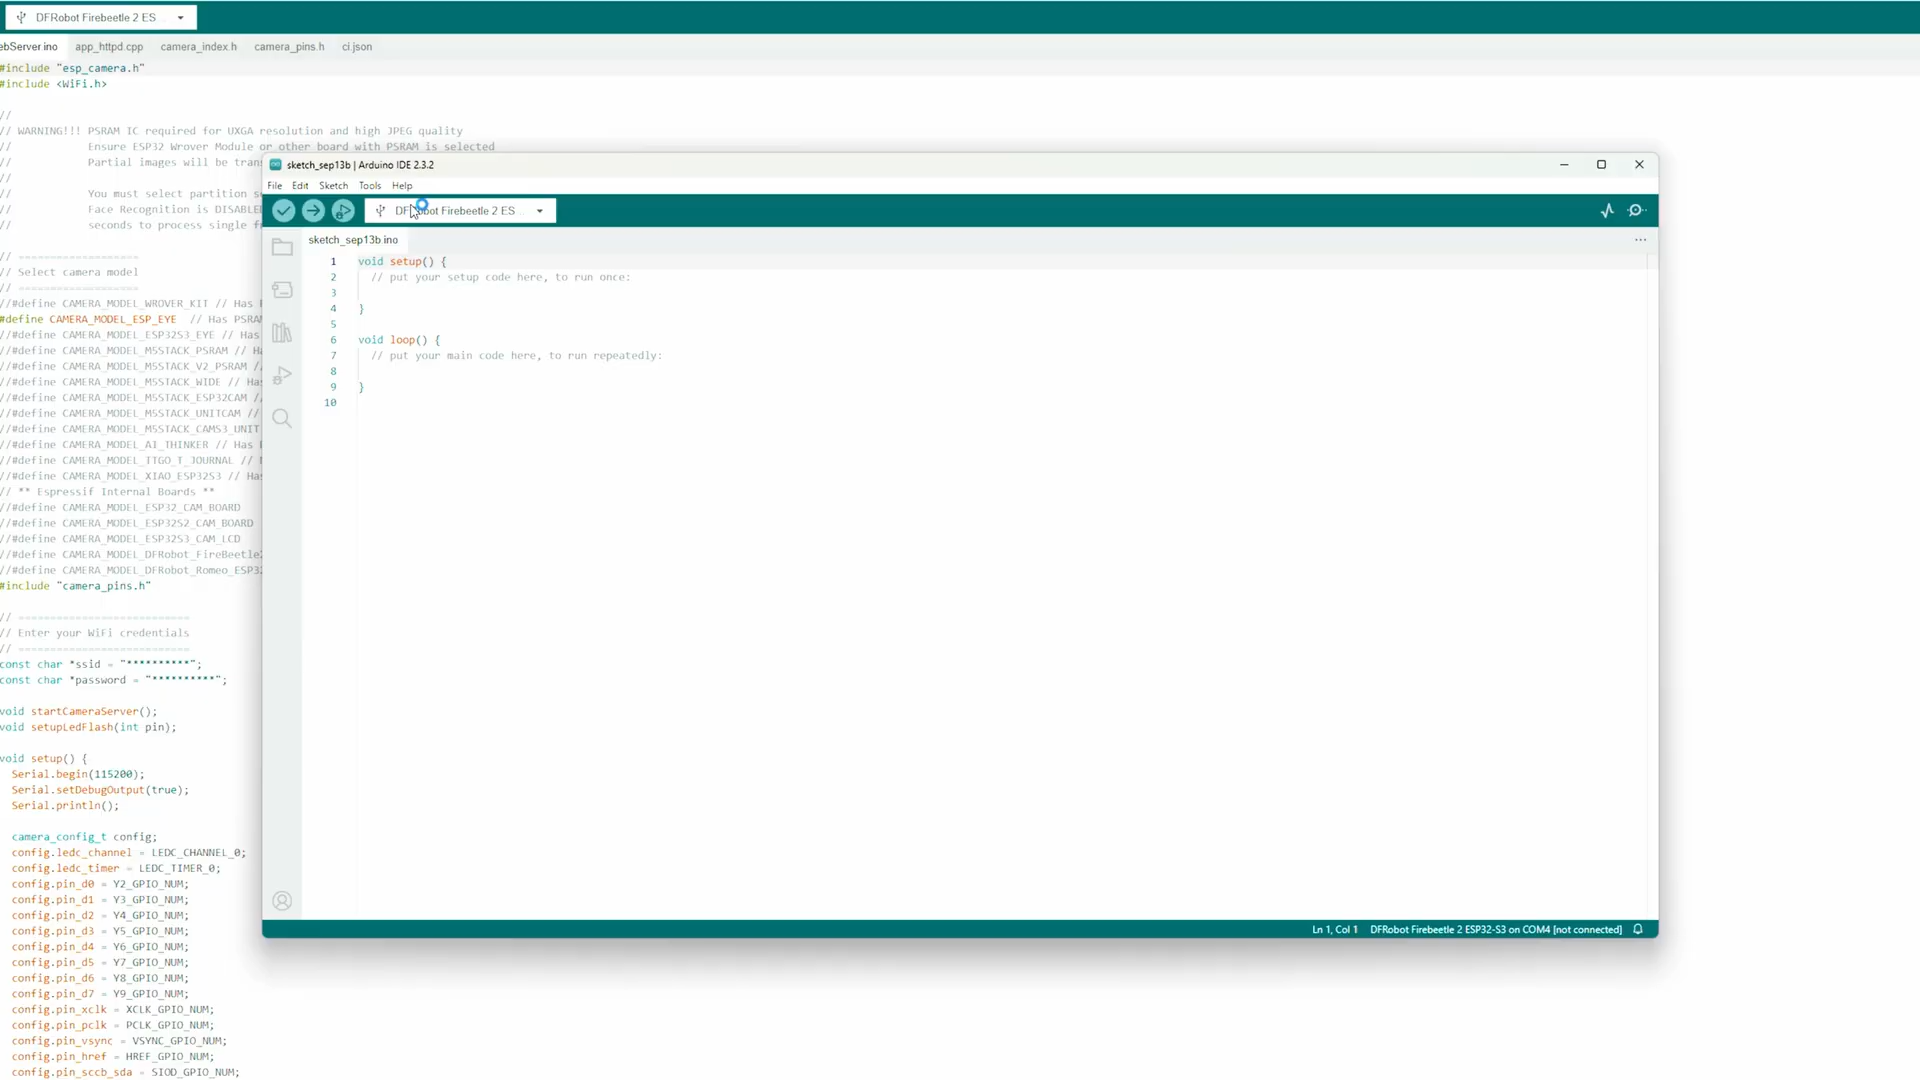 DFRobot Firebeetle 2 ES
ebServer.ino
app_httpd.cpp
camera_index.h
camera_pins.h
ci.json
#include "esp_camera.h"
#include <WiFi.h>
//
// WARNING!!! PSRAM IC required for UXGA resolution and high JPEG quality
//            Ensure ESP32 Wrover Module or other board with PSRAM is selected
//            Partial images will be tran
//
//            You must select partition s
//            Face Recognition is DISABLE
//            seconds to process single f
// ===================
// Select camera model
// ===================
//#define CAMERA_MODEL_WROVER_KIT // Has
#define CAMERA_MODEL_ESP_EYE  // Has PSRA
//#define CAMERA_MODEL_ESP32S3_EYE // Has
//#define CAMERA_MODEL_M5STACK_PSRAM // Ha
//#define CAMERA_MODEL_M5STACK_V2_PSRAM //
//#define CAMERA_MODEL_M5STACK_WIDE // Has
//#define CAMERA_MODEL_M5STACK_ESP32CAM //
//#define CAMERA_MODEL_M5STACK_UNITCAM //
//#define CAMERA_MODEL_M5STACK_CAMS3_UNIT
//#define CAMERA_MODEL_AI_THINKER // Has
//#define CAMERA_MODEL_TTGO_T_JOURNAL //
//#define CAMERA_MODEL_XIAO_ESP32S3 // Has
// ** Espressif Internal Boards **
//#define CAMERA_MODEL_ESP32_CAM_BOARD
//#define CAMERA_MODEL_ESP32S2_CAM_BOARD
//#define CAMERA_MODEL_ESP32S3_CAM_LCD
//#define CAMERA_MODEL_DFRobot_FireBeetle2
//#define CAMERA_MODEL_DFRobot_Romeo_ESP32
#include "camera_pins.h"
// ===========================
// Enter your WiFi credentials
// ===========================
const char *ssid = "**********";
const char *password = "**********";
void startCameraServer();
void setupLedFlash(int pin);
void setup() {
Serial.begin(115200);
Serial.setDebugOutput(true);
Serial.println();
camera_config_t config;
config.ledc_channel = LEDC_CHANNEL_0;
config.ledc_timer = LEDC_TIMER_0;
config.pin_d0 = Y2_GPIO_NUM;
config.pin_d1 = Y3_GPIO_NUM;
config.pin_d2 = Y4_GPIO_NUM;
config.pin_d3 = Y5_GPIO_NUM;
config.pin_d4 = Y6_GPIO_NUM;
config.pin_d5 = Y7_GPIO_NUM;
config.pin_d6 = Y8_GPIO_NUM;
config.pin_d7 = Y9_GPIO_NUM;
config.pin_xclk = XCLK_GPIO_NUM;
config.pin_pclk = PCLK_GPIO_NUM;
config.pin_vsync = VSYNC_GPIO_NUM;
config.pin_href = HREF_GPIO_NUM;
config.pin_sccb_sda = SIOD_GPIO_NUM;
sketch_sep13b | Arduino IDE 2.3.2
File Edit Sketch Tools Help
DFRobot Firebeetle 2 ES...
sketch_sep13b.ino
1 void setup() {
2 // put your setup code here, to run once:
3
4 }
5
6 void loop() {
7 // put your main code here, to run repeatedly:
8
9 }
10
Ln 1, Col 1 DFRobot Firebeetle 2 ESP32-S3 on COM4 [not connected]